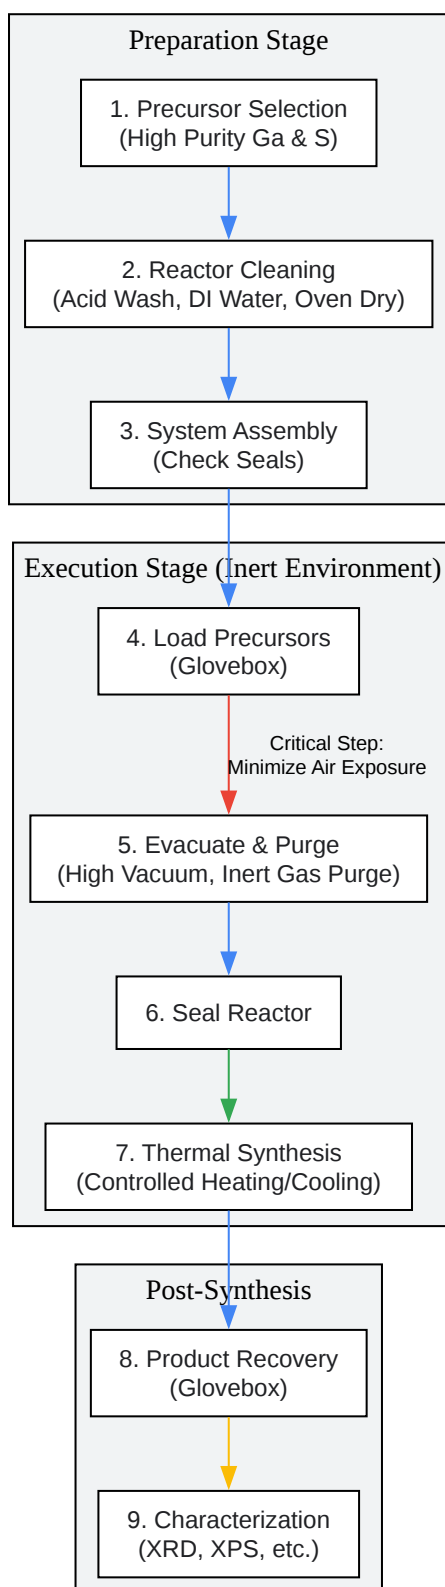 Preparation Stage
1. Precursor Selection
(High Purity Ga & S)
2. Reactor Cleaning
(Acid Wash, DI Water, Oven Dry)
3. System Assembly
(Check Seals)
Execution Stage (Inert Environment)
4. Load Precursors
(Glovebox)
Critical Step:
Minimize Air Exposure
5. Evacuate & Purge
(High Vacuum, Inert Gas Purge)
6. Seal Reactor
7. Thermal Synthesis
(Controlled Heating/Cooling)
Post-Synthesis
8. Product Recovery
(Glovebox)
9. Characterization
(XRD, XPS, etc.)